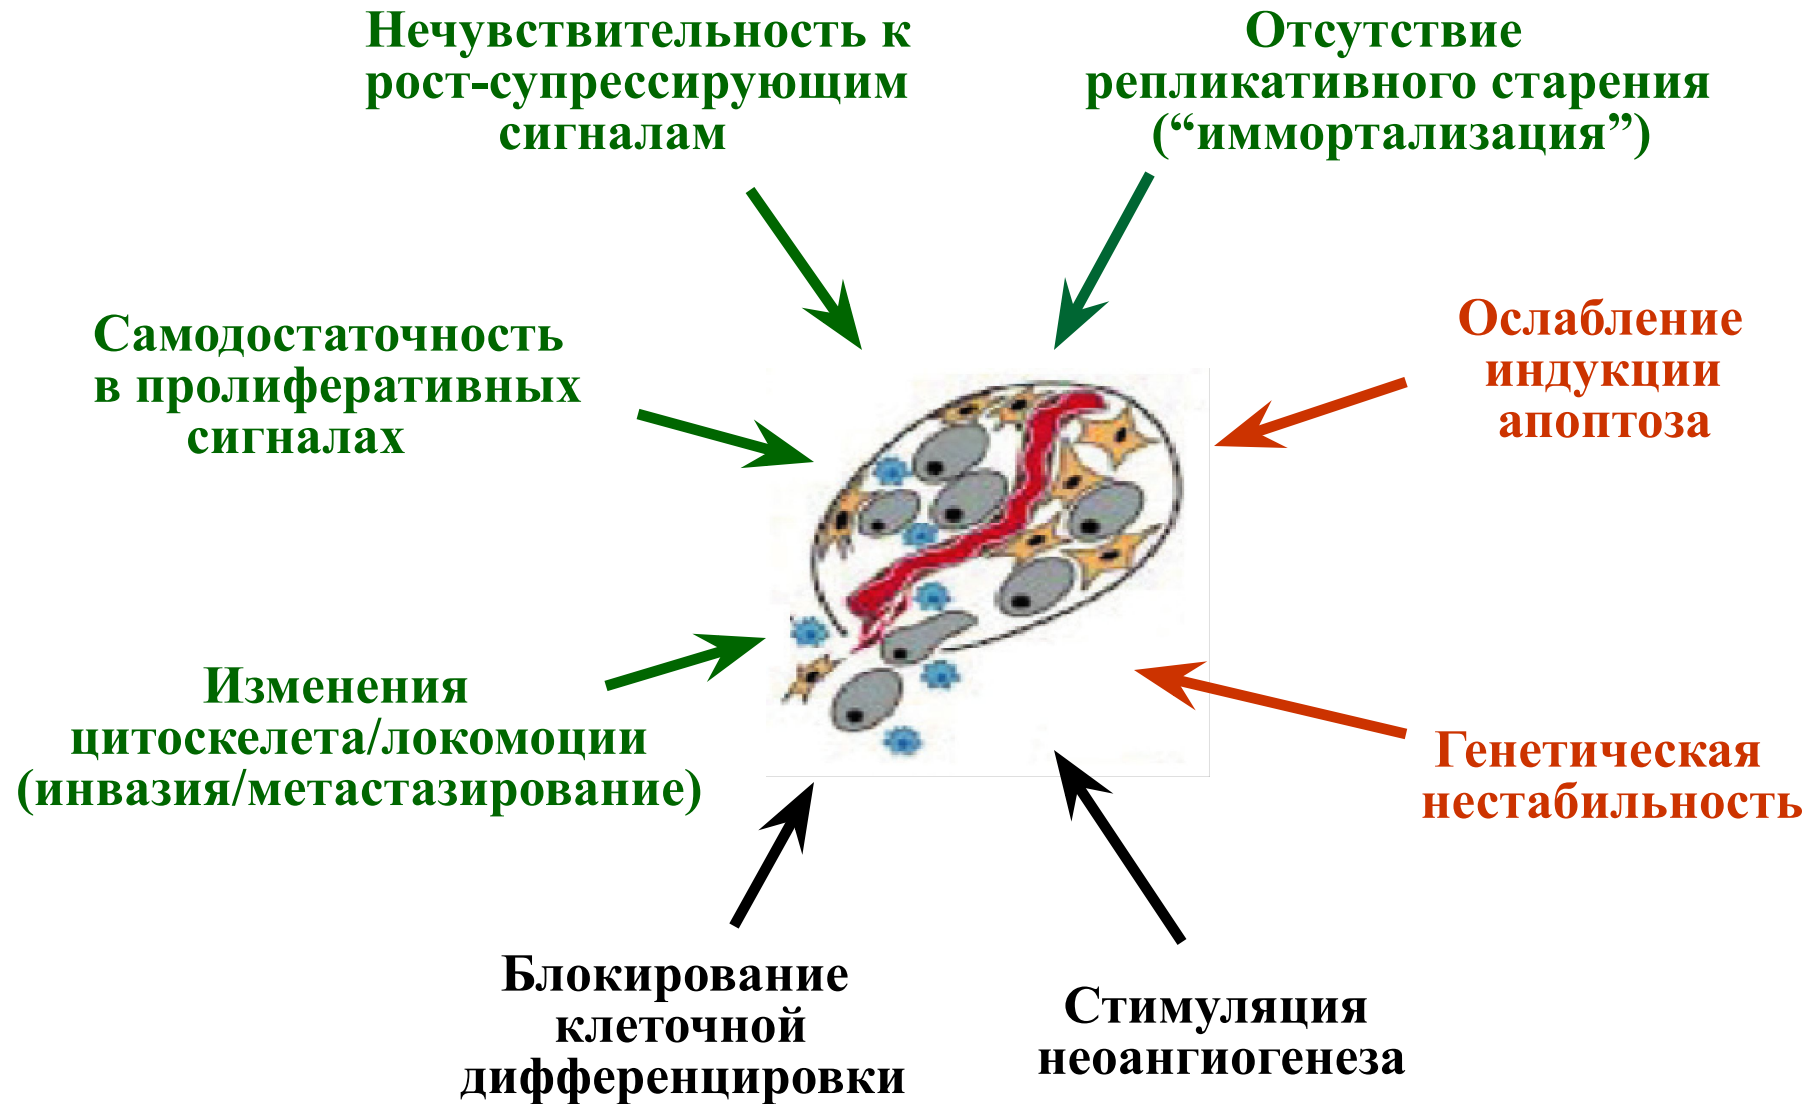 Нечувствительность к
рост-супрессирующим
сигналам
Отсутствие
репликативного старения
(“иммортализация”)
Самодостаточность
в пролиферативных
сигналах
Ослабление
индукции
апоптоза
Изменения
цитоскелета/локомоции
(инвазия/метастазирование)
Генетическая
нестабильность
Блокирование
клеточной
дифференцировки
Стимуляция
неоангиогенеза